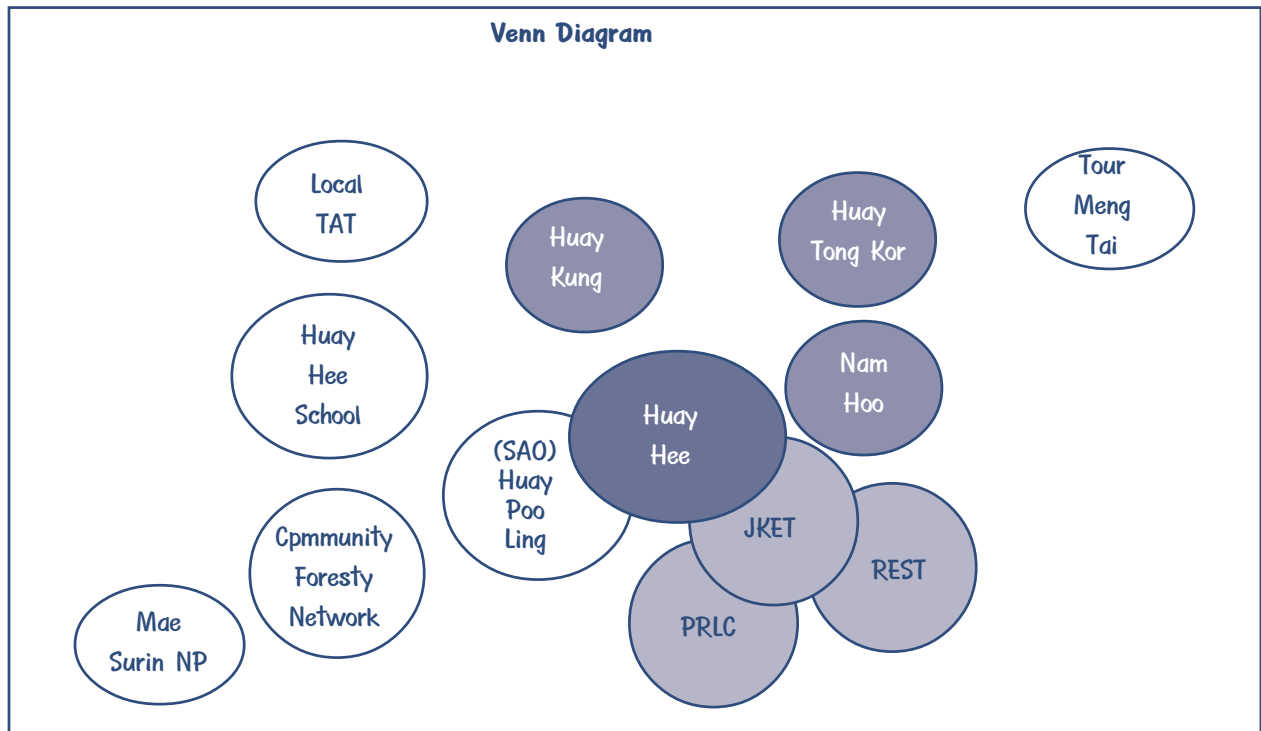 Venn Diagram
Local
TAT
Huay
Kung
Huay
Tong Kor
Tour
Meng
Tai
Huay
Hee
School
Nam
Hoo
Huay
Hee
(SAO)
Huay
Poo
Ling
JKET
REST
PRLC
Cpmmunity
Foresty
Network
Mae
Surin NP